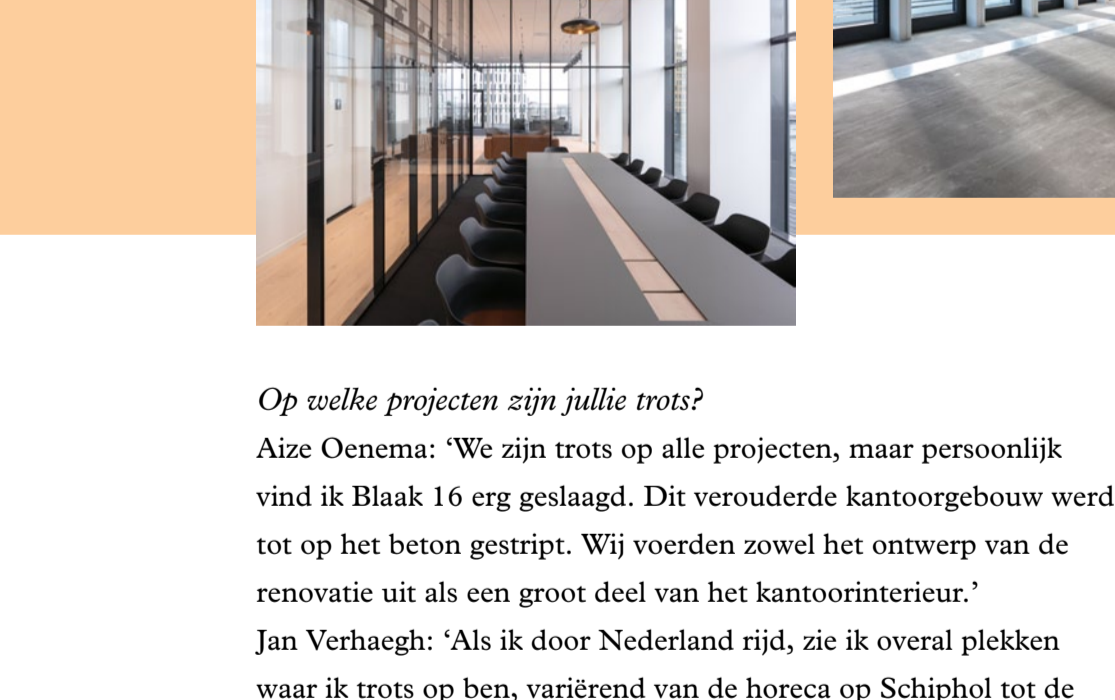 Op welke projecten zijn jullie trots?
Aize Oenema: ‘We zijn trots op alle projecten, maar persoonlijk
vind ik Blaak 16 erg geslaagd. Dit verouderde kantoorgebouw werd
tot op het beton gestript. Wij voerden zowel het ontwerp van de
renovatie uit als een groot deel van het kantoorinterieur.’
Jan Verhaegh: ‘Als ik door Nederland rijd, zie ik overal plekken
waar ik trots op ben, variërend van de horeca op Schiphol tot de